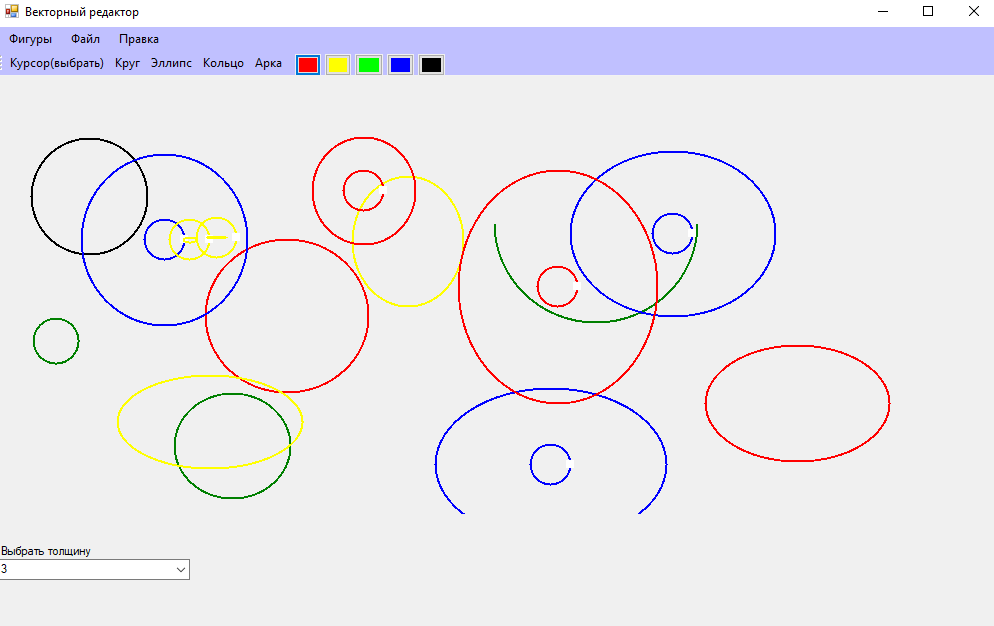 Векторный редактор
Фигуры Файл Правка
Курсор(выбрать) Круг Эллипс Кольцо Арка
Выбрать толщину
3